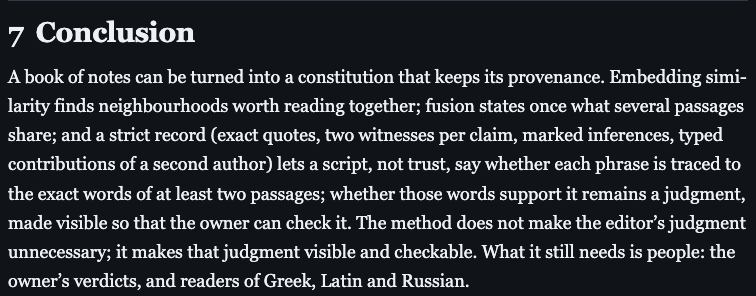 7 Conclusion
A book of notes can be turned into a constitution that keeps its provenance. Embedding simi-
larity finds neighbourhoods worth reading together; fusion states once what several passages
share; and a strict record (exact quotes, two witnesses per claim, marked inferences, typed
contributions of a second author) lets a script, not trust, say whether each phrase is traced to
the exact words of at least two passages; whether those words support it remains a judgment,
made visible so that the owner can check it. The method does not make the editor’s judgment
unnecessary; it makes that judgment visible and checkable. What it still needs is people: the
owner’s verdicts, and readers of Greek, Latin and Russian.